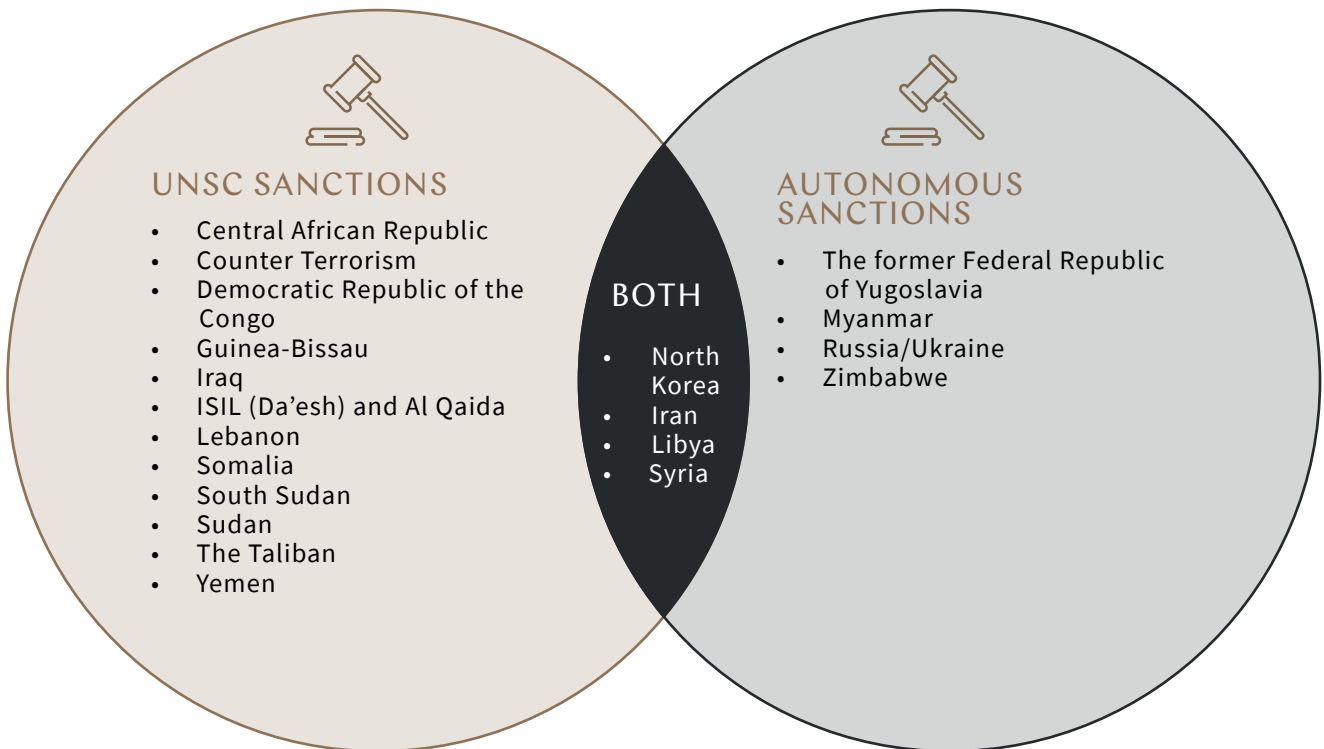 UNSC SANCTIONS
• Central African Republic
• Counter Terrorism
• Democratic Republic of the
Congo
• Guinea-Bissau
• Iraq
• ISIL (Da’esh) and Al Qaida
• Lebanon
• Somalia
• South Sudan
• Sudan
• The Taliban
• Yemen
BOTH
• North
Korea
• Iran
• Libya
• Syria
AUTONOMOUS
SANCTIONS
• The former Federal Republic
of Yugoslavia
• Myanmar
• Russia/Ukraine
• Zimbabwe